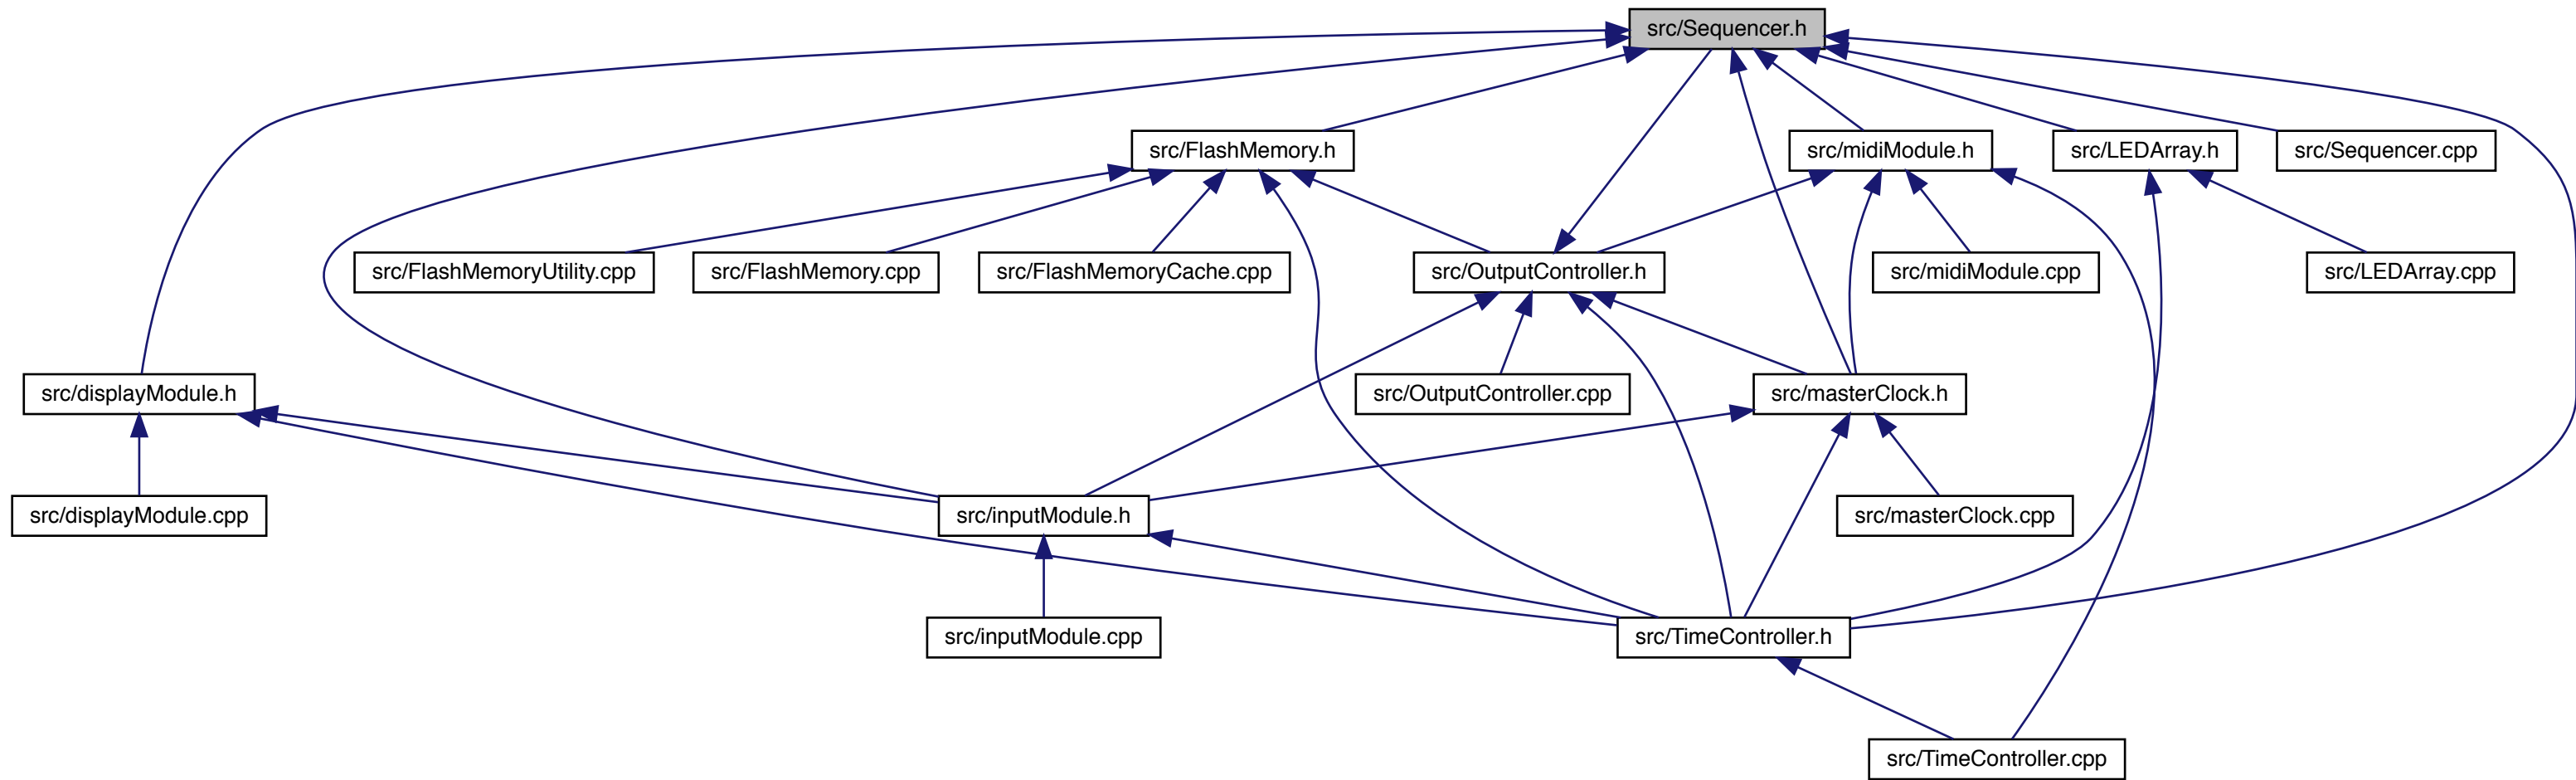 src/Sequencer.h
src/FlashMemory.h
src/midiModule.h
src/LEDArray.h
src/Sequencer.cpp
src/FlashMemoryUtility.cpp
src/FlashMemory.cpp
src/FlashMemoryCache.cpp
src/OutputController.h
src/midiModule.cpp
src/LEDArray.cpp
src/displayModule.h
src/OutputController.cpp
src/masterClock.h
src/displayModule.cpp
src/inputModule.h
src/masterClock.cpp
src/inputModule.cpp
src/TimeController.h
src/TimeController.cpp